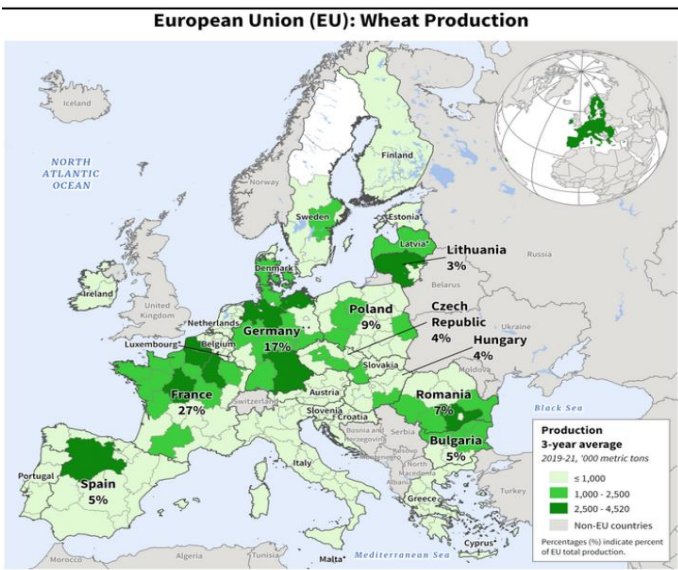 European Union (EU): Wheat Production
Iceland
NORTH
ATLANTIC
OCEAN
Norway
Finland
Sweden
Estonia*
Latvia*
Lithuania
3%
Russia
Denmark
Ireland
United
Kingdom
Belarus
Netherlands
Germany
17%
Poland
9%
Czech
Republic
4%
Ukraine
Luxembourg*
Belgium
Hungary
4%
Slovakia
Moldova
France
27%
Switzerland
Austria
Slovenia
Croatia
Romania
7%
Black Sea
Bosnia and
Herzegovina
Serbia
Bulgaria
5%
Kosovo
Montenegro
North
Macedonia
Albania
Italy
Portugal
Spain
5%
Greece
Turkey
Cyprus*
Malta*
Mediterranean Sea
Morocco
Algeria
Tunisia
Production
3-year average
2019-21, '000 metric tons
≤ 1,000
1,000 - 2,500
2,500 - 4,520
Non-EU countries
Percentages (%) indicate percent
of EU total production.